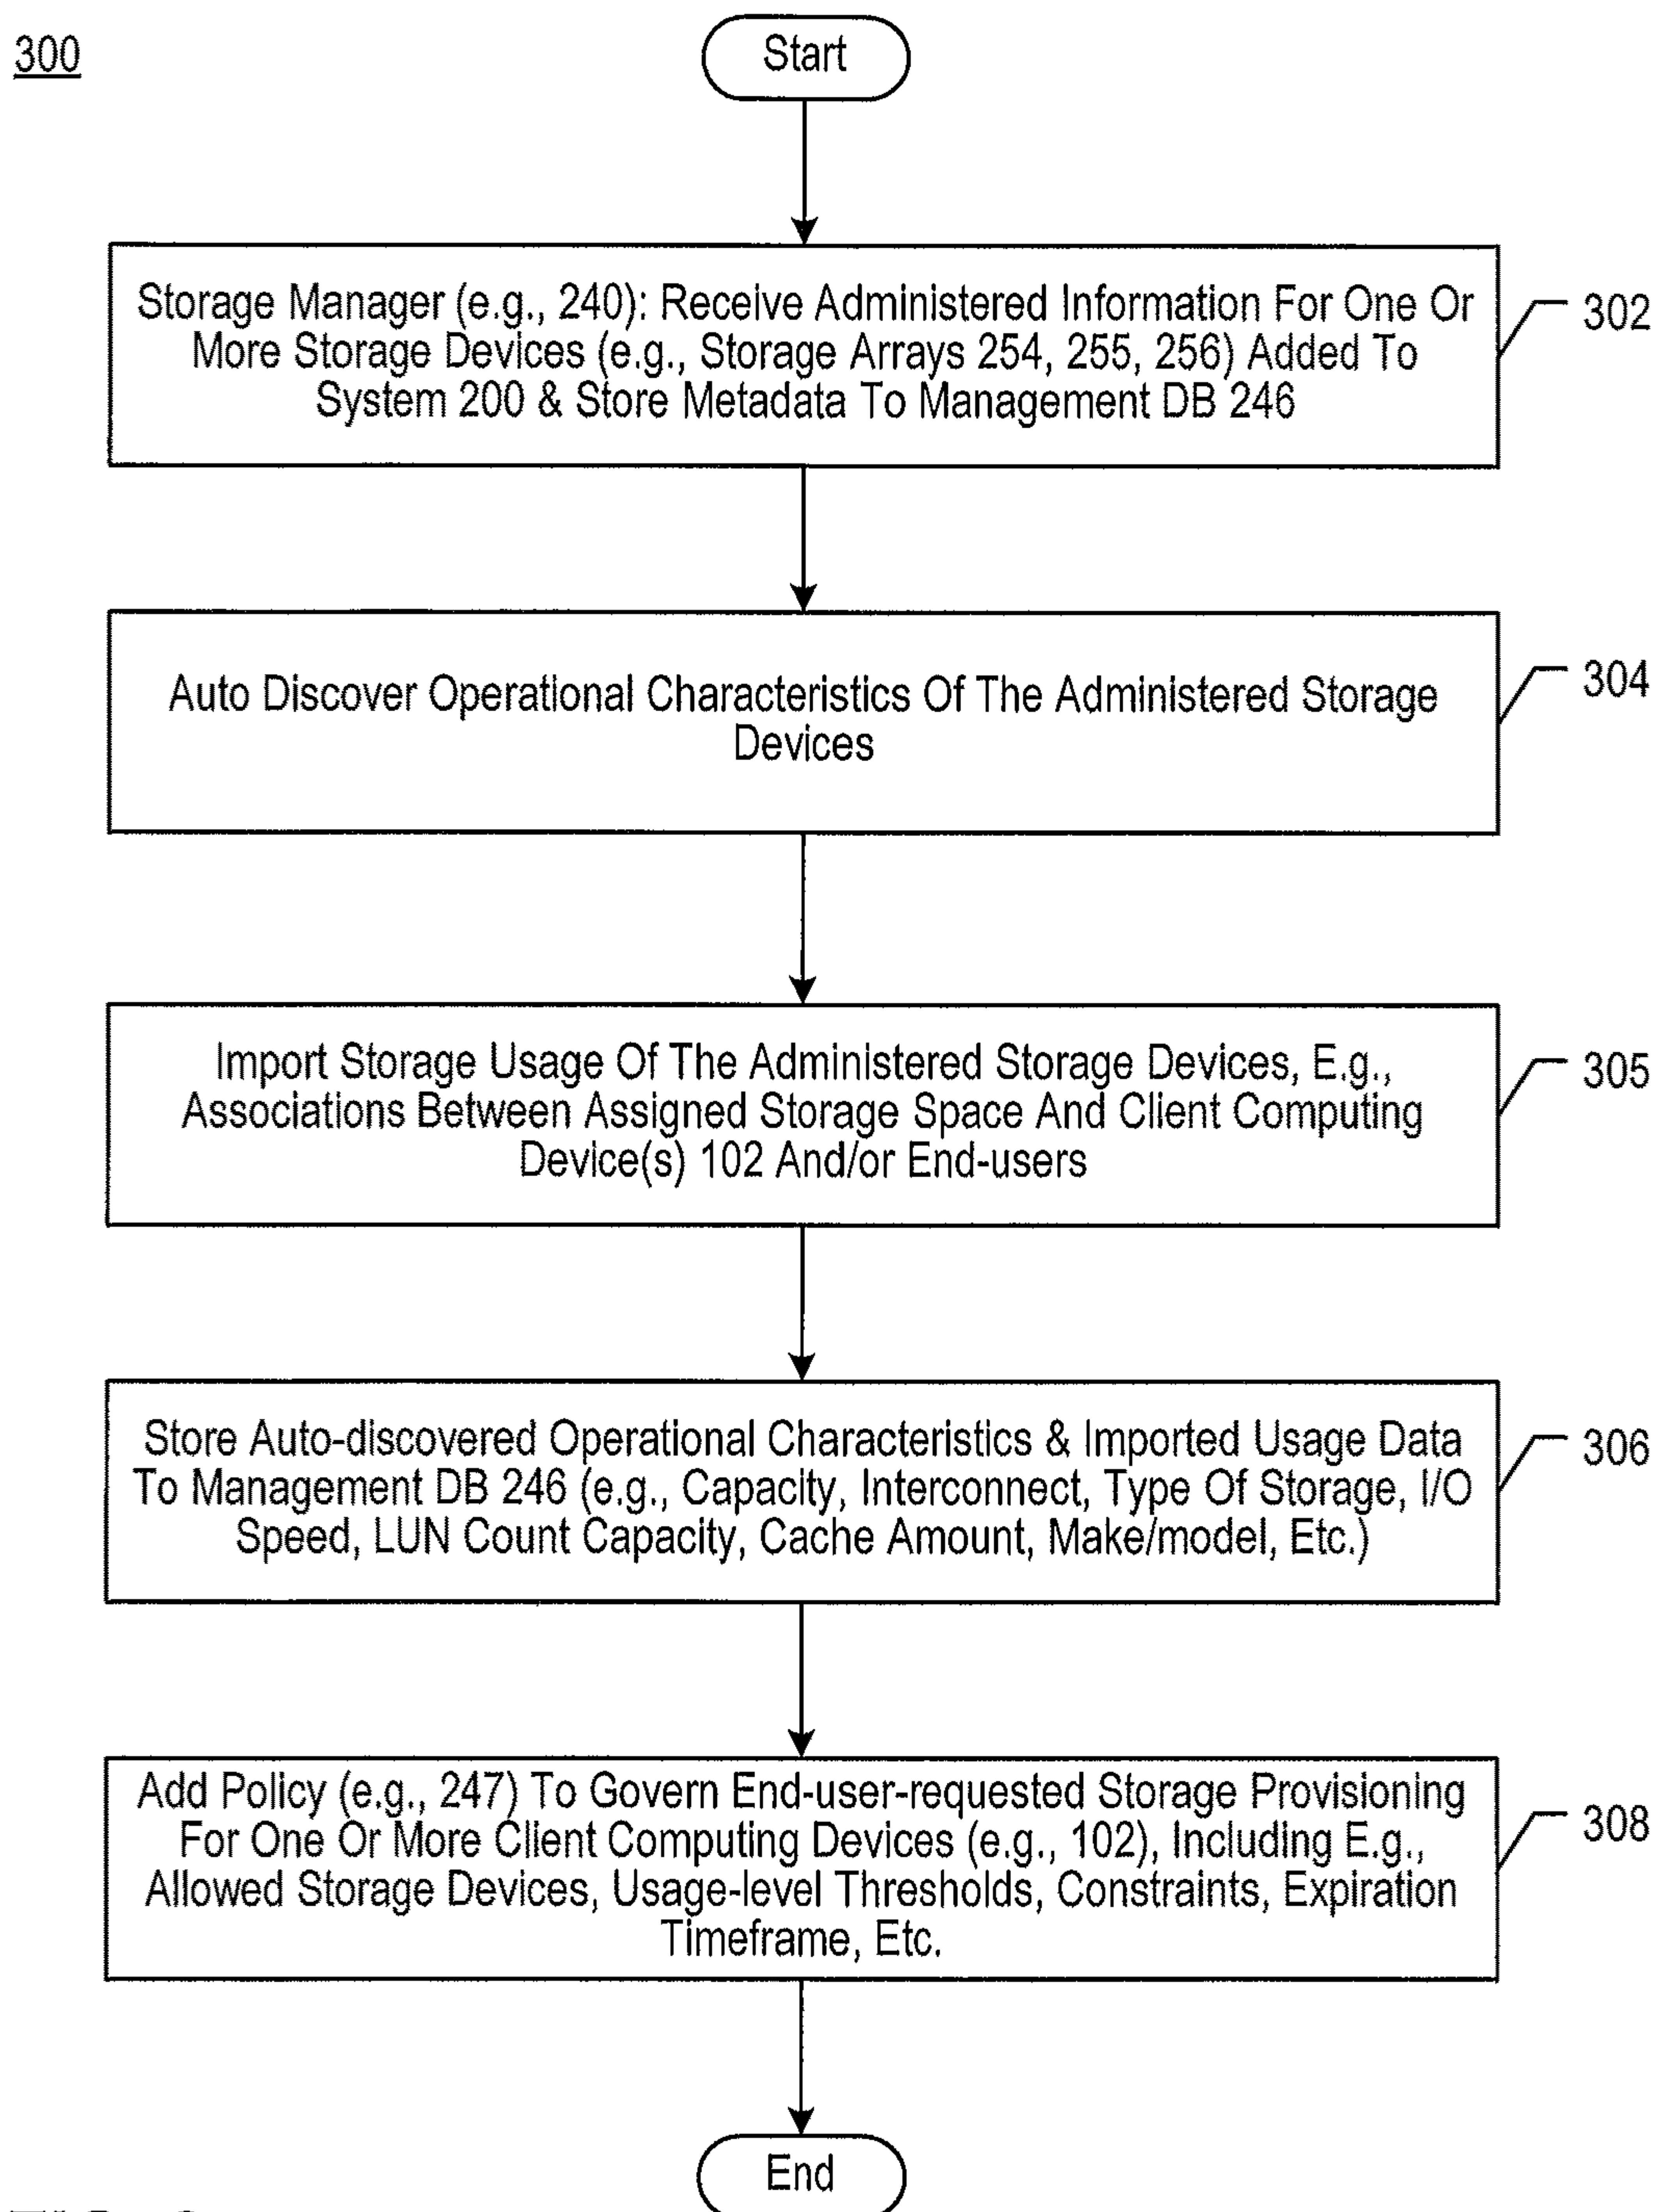 300
Start
Storage Manager (e.g., 240): Receive Administered Information For One Or
More Storage Devices (e.g., Storage Arrays 254, 255, 256) Added To
System 200 & Store Metadata To Management DB 246
302
Auto Discover Operational Characteristics Of The Administered Storage
Devices
304
Import Storage Usage Of The Administered Storage Devices, E.g.,
Associations Between Assigned Storage Space And Client Computing
Device(s) 102 And/or End-users
305
Store Auto-discovered Operational Characteristics & Imported Usage Data
To Management DB 246 (e.g., Capacity, Interconnect, Type Of Storage, I/O
Speed, LUN Count Capacity, Cache Amount, Make/model, Etc.)
306
Add Policy (e.g., 247) To Govern End-user-requested Storage Provisioning
For One Or More Client Computing Devices (e.g., 102), Including E.g.,
Allowed Storage Devices, Usage-level Thresholds, Constraints, Expiration
Timeframe, Etc.
308
End